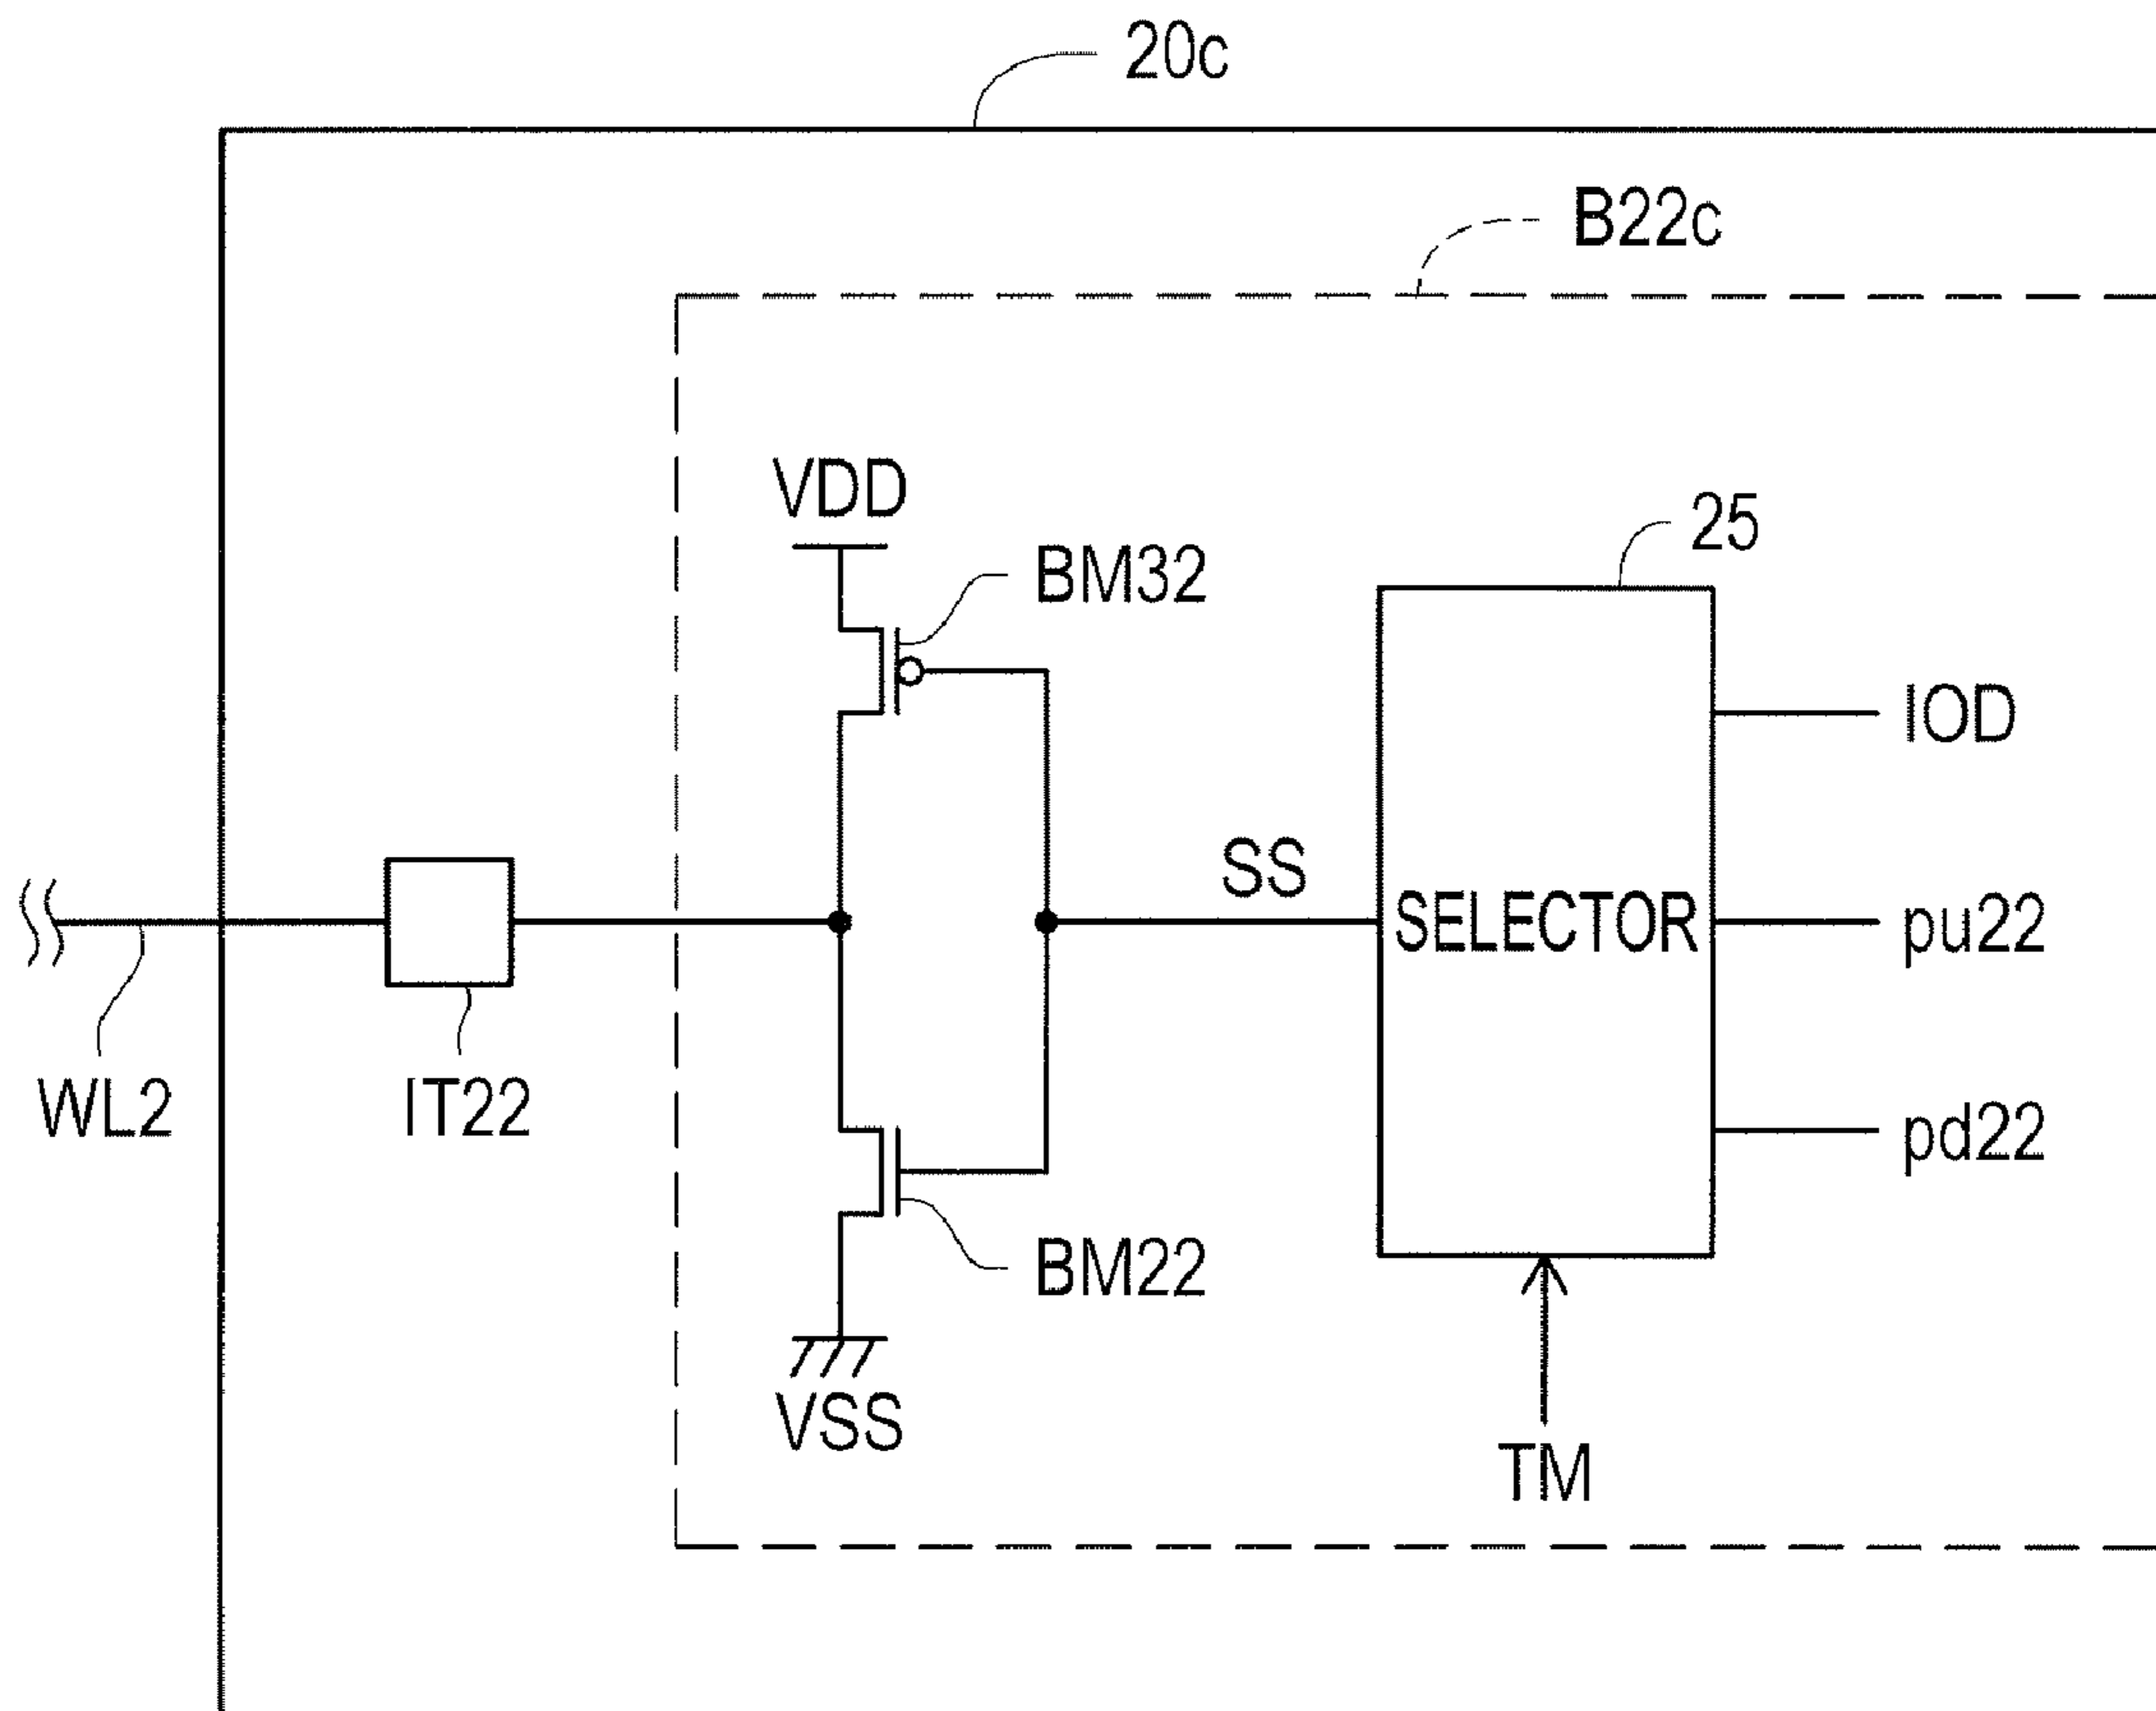 20c
B22c
VDD
BM32
25
IOD
SS
SELECTOR
pu22
WL2
IT22
pd22
BM22
VSS
TM